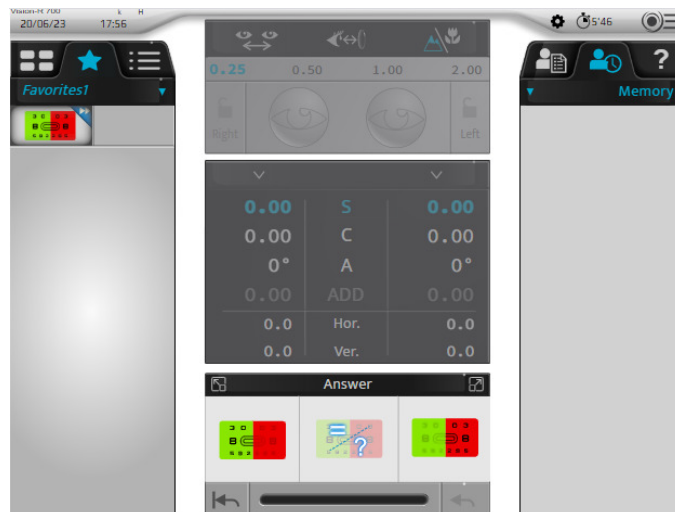 Vision-R 700
20/06/23 17:56
5'46
Favorites1
0.25 0.50 1.00 2.00
Right Left
0.00 S 0.00
0.00 C 0.00
0° A 0°
0.00 ADD 0.00
0.0 Hor. 0.0
0.0 Ver. 0.0
Answer
?
?
Memory